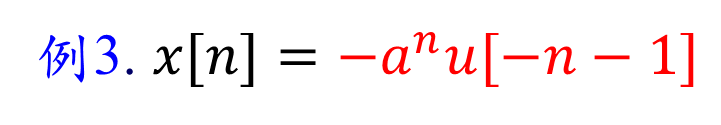 例3. x[n] = −aⁿu[−n − 1]